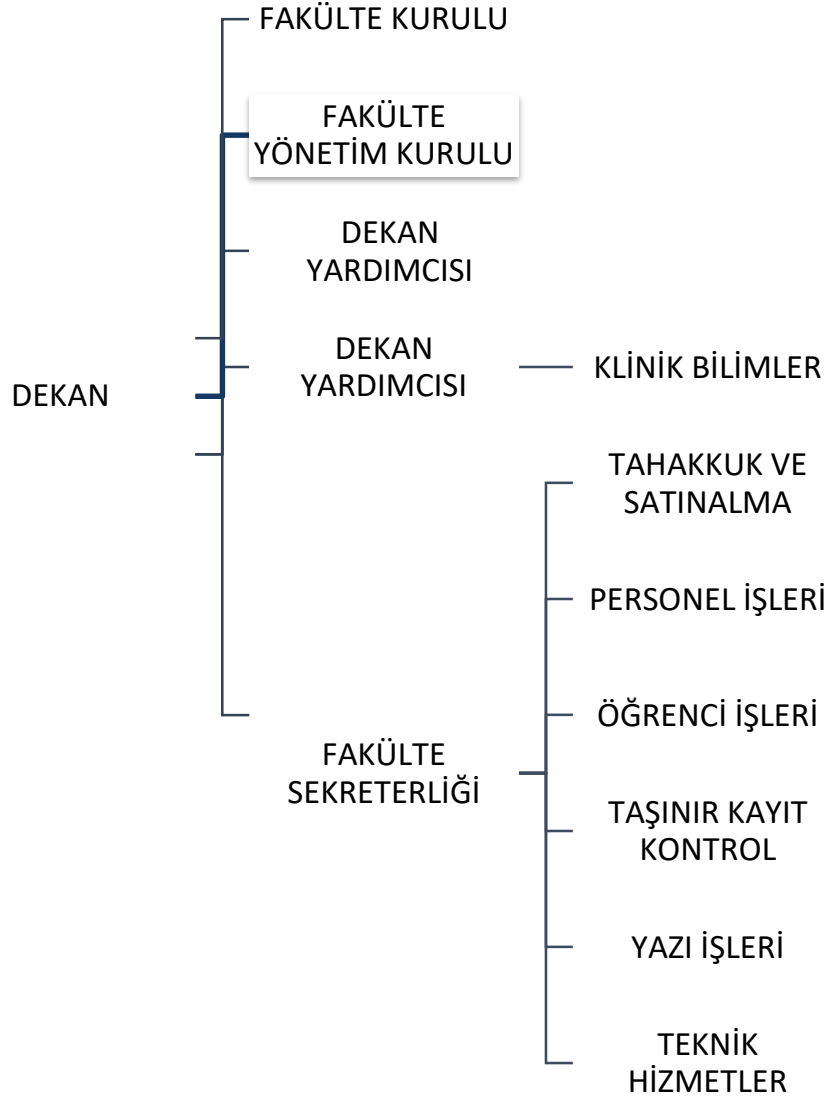 FAKÜLTE KURULU
FAKÜLTE
YÖNETİM KURULU
DEKAN
YARDIMCISI
DEKAN
YARDIMCISI
KLİNİK BİLİMLER
DEKAN
TAHAKKUK VE
SATINALMA
PERSONEL İŞLERİ
ÖĞRENCİ İŞLERİ
FAKÜLTE
SEKRETERLİĞİ
TAŞINIR KAYIT
KONTROL
YAZI İŞLERİ
TEKNİK
HİZMETLER